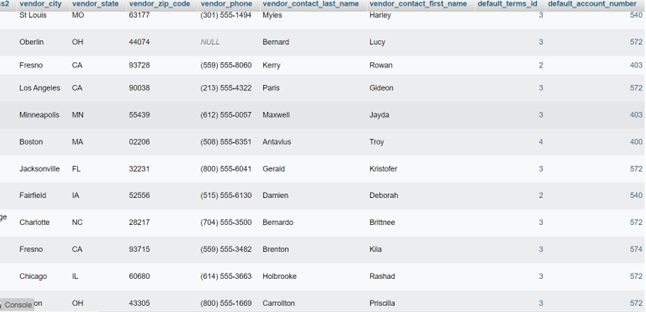 ss2 vendor_city vendor_state vendor_zip_code vendor_phone vendor_contact_last_name vendor_contact_first_name default_terms_id default_account_number
St Louis MO 63177 (301) 555-1494 Myles Harley 3 540
Oberlin OH 44074 NULL Bernard Lucy 3 572
Fresno CA 93728 (559) 555-8060 Kerry Rowan 2 403
Los Angeles CA 90038 (213) 555-4322 Paris Gideon 3 572
Minneapolis MN 55439 (612) 555-0057 Maxwell Jayda 3 403
Boston MA 02206 (508) 555-6351 Antavius Troy 4 400
Jacksonville FL 32231 (800) 555-6041 Gerald Kristofer 3 572
Fairfield IA 52556 (515) 555-6130 Damien Deborah 2 540
ge Charlotte NC 28217 (704) 555-3500 Bernardo Brittnee 3 572
Fresno CA 93715 (559) 555-3482 Brenton Kila 3 574
Chicago IL 60680 (614) 555-3663 Holbrooke Rashad 3 572
Console on OH 43305 (800) 555-1669 Carrollton Priscilla 3 572